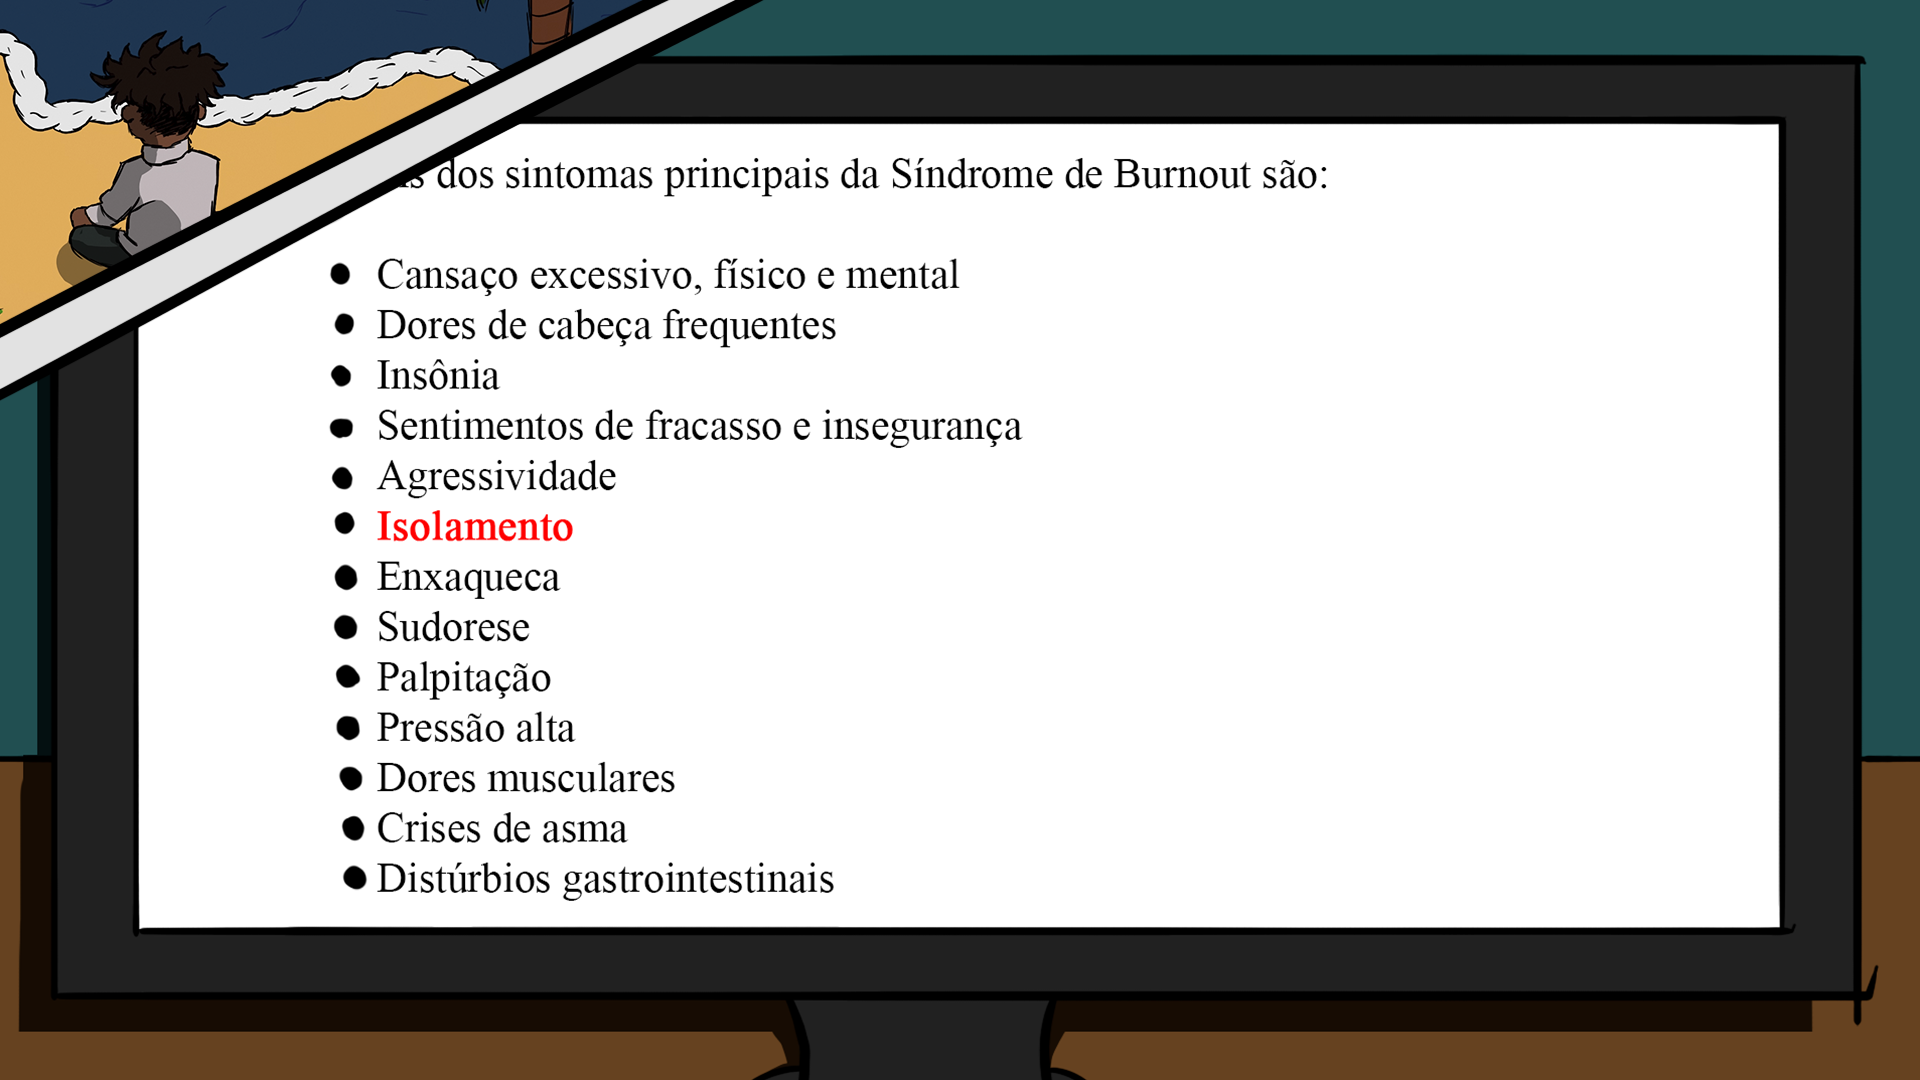 dos sintomas principais da Síndrome de Burnout são:
● Cansaço excessivo, físico e mental
● Dores de cabeça frequentes
● Insônia
● Sentimentos de fracasso e insegurança
● Agressividade
● Isolamento
● Enxaqueca
● Sudorese
● Palpitação
● Pressão alta
● Dores musculares
● Crises de asma
● Distúrbios gastrointestinais